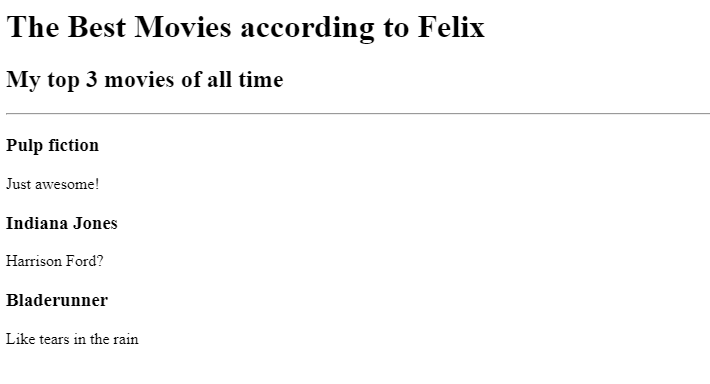 The Best Movies according to Felix
My top 3 movies of all time
Pulp fiction
Just awesome!
Indiana Jones
Harrison Ford?
Bladerunner
Like tears in the rain